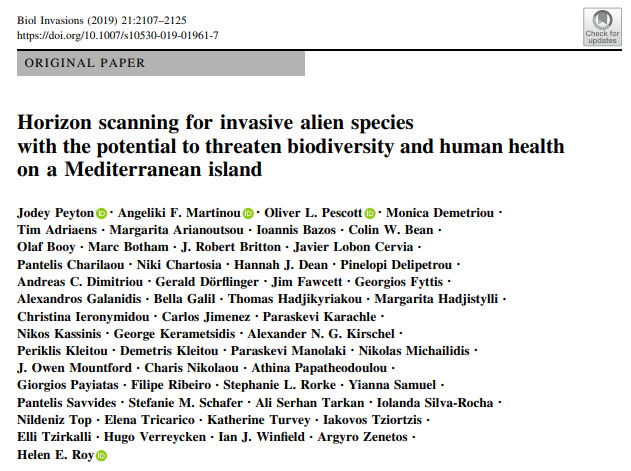 Biol Invasions (2019) 21:2107–2125
https://doi.org/10.1007/s10530-019-01961-7
Check for
updates
ORIGINAL PAPER
Horizon scanning for invasive alien species
with the potential to threaten biodiversity and human health
on a Mediterranean island
Jodey Peyton iD · Angeliki F. Martinou iD · Oliver L. Pescott iD · Monica Demetriou ·
Tim Adriaens · Margarita Arianoutsou · Ioannis Bazos · Colin W. Bean ·
Olaf Booy · Marc Botham · J. Robert Britton · Javier Lobon Cervia ·
Pantelis Charilaou · Niki Chartosia · Hannah J. Dean · Pinelopi Delipetrou ·
Andreas C. Dimitriou · Gerald Dörflinger · Jim Fawcett · Georgios Fyttis ·
Alexandros Galanidis · Bella Galil · Thomas Hadjikyriakou · Margarita Hadjistylli ·
Christina Ieronymidou · Carlos Jimenez · Paraskevi Karachle ·
Nikos Kassinis · George Kerametsidis · Alexander N. G. Kirschel ·
Periklis Kleitou · Demetris Kleitou · Paraskevi Manolaki · Nikolas Michailidis ·
J. Owen Mountford · Charis Nikolaou · Athina Papatheodoulou ·
Giorgios Payiatas · Filipe Ribeiro · Stephanie L. Rorke · Yianna Samuel ·
Pantelis Savvides · Stefanie M. Schafer · Ali Serhan Tarkan · Iolanda Silva-Rocha ·
Nildeniz Top · Elena Tricarico · Katherine Turvey · Iakovos Tziortzis ·
Elli Tzirkalli · Hugo Verreycken · Ian J. Winfield · Argyro Zenetos ·
Helen E. Roy iD